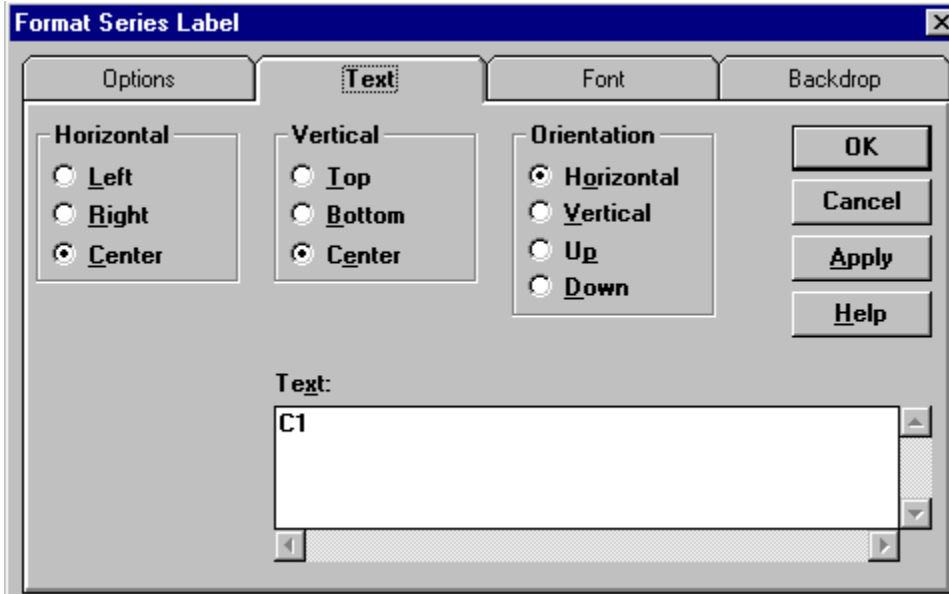 Format Series Label
Options Text Font Backdrop
Horizontal
Left
Right
Center
Vertical
Top
Bottom
Center
Orientation
Horizontal
Vertical
Up
Down
OK
Cancel
Apply
Help
Text:
C1